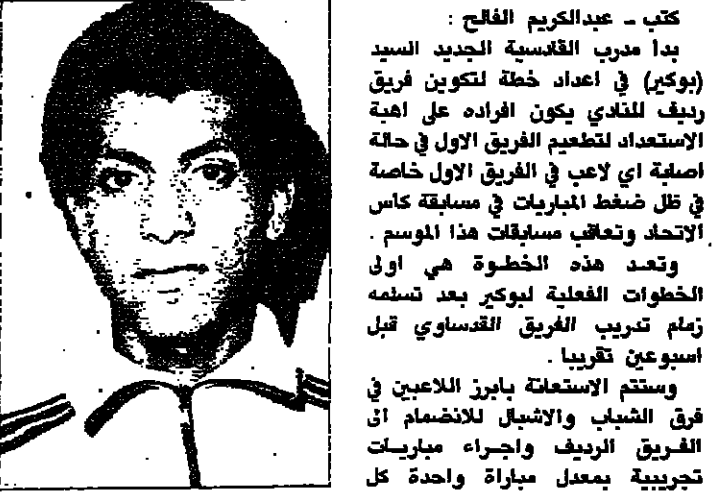 كتب ـ عبدالكريم الفالح :
بدأ مدرب القادسية الجديد السيد
(بوكير) في اعداد خطة لتكوين فريق
رديف للنادي يكون افراده على اهبة
الاستعداد لتطعيم الفريق الاول في حالة
اصابة اي لاعب في الفريق الاول خاصة
في ظل ضغط المباريات في مسابقة كأس
الاتحاد وتعاقب مسابقات هذا الموسم .
وتعد هذه الخطوة هي اولى
الخطوات الفعلية لبوكير بعد تسلمه
زمام تدريب الفريق القدساوي قبل
اسبوعين تقريبا .
وستتم الاستعانة بابرز اللاعبين في
فرق الشباب والاشبال للانضمام الى
الفريق الرديف واجراء مباريات
تجريبية بمعدل مباراة واحدة كل